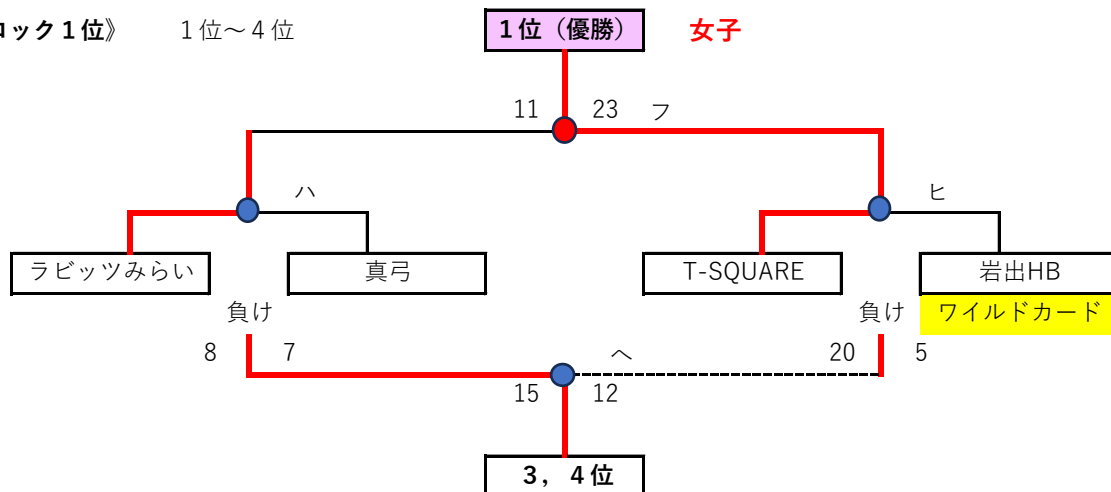 ロック１位》 １位～４位 １位（優勝） 女子
11 23 フ
ハ ヒ
ラビッツみらい 真弓 T-SQUARE 岩出HB
負け 負け ワイルドカード
8 7 ヘ 20 5
15 12
３，４位